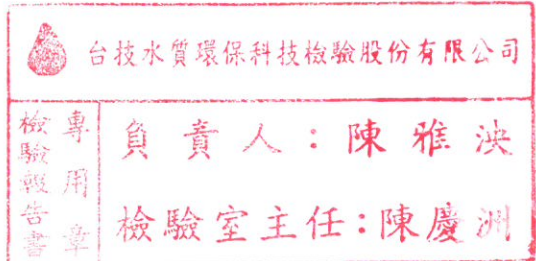 台技水質環保科技檢驗股份有限公司
檢驗報告書
專用章
負責人：陳雅泱
檢驗室主任：陳慶洲